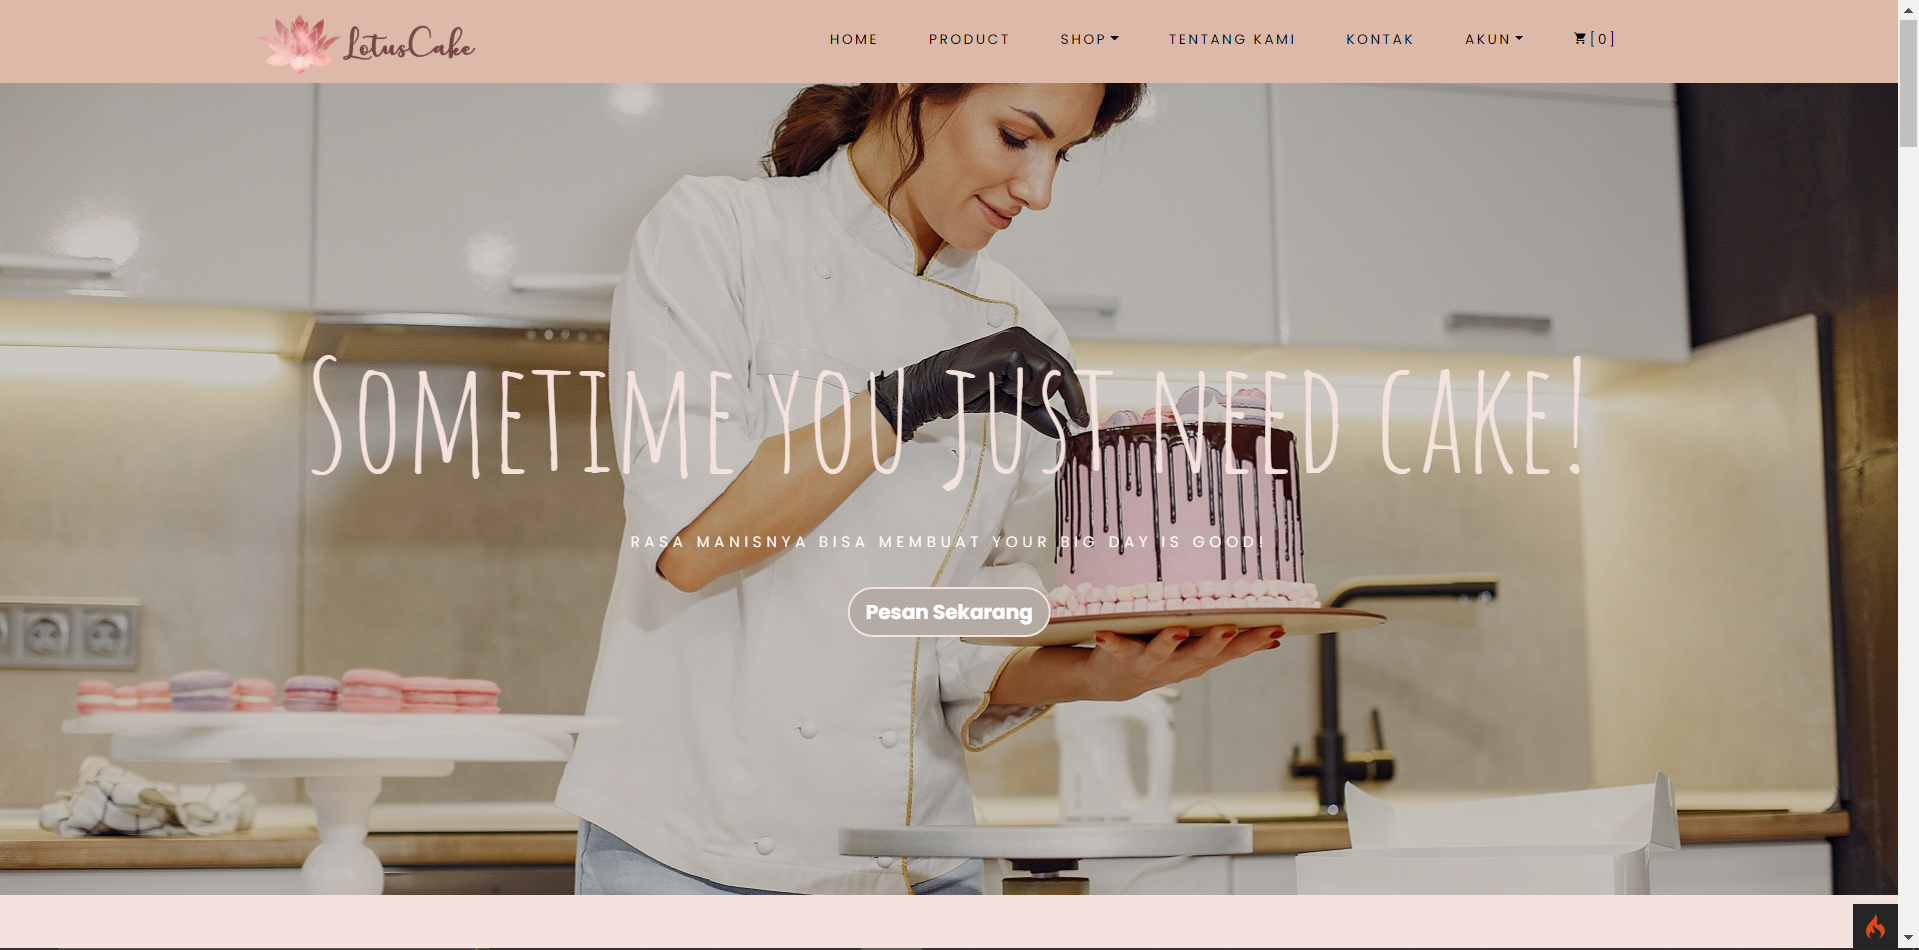 LotusCake
HOME PRODUCT SHOP TENTANG KAMI KONTAK AKUN [0]
SOMETIME YOU JUST NEED CAKE!
RASA MANISNYA BISA MEMBUAT YOUR BIG DAY IS GOOD!
Pesan Sekarang